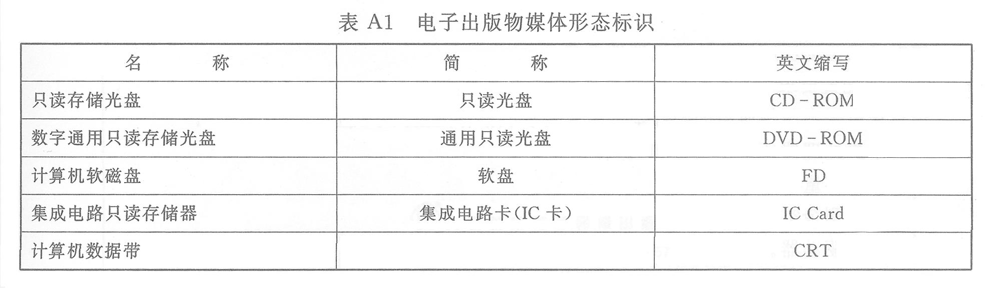 表 A1 电子出版物媒体形态标识
名 称 简 称 英文缩写
只读存储光盘 只读光盘 CD-ROM
数字通用只读存储光盘 通用只读光盘 DVD-ROM
计算机软磁盘 软盘 FD
集成电路只读存储器 集成电路卡(IC 卡) IC Card
计算机数据带 CRT